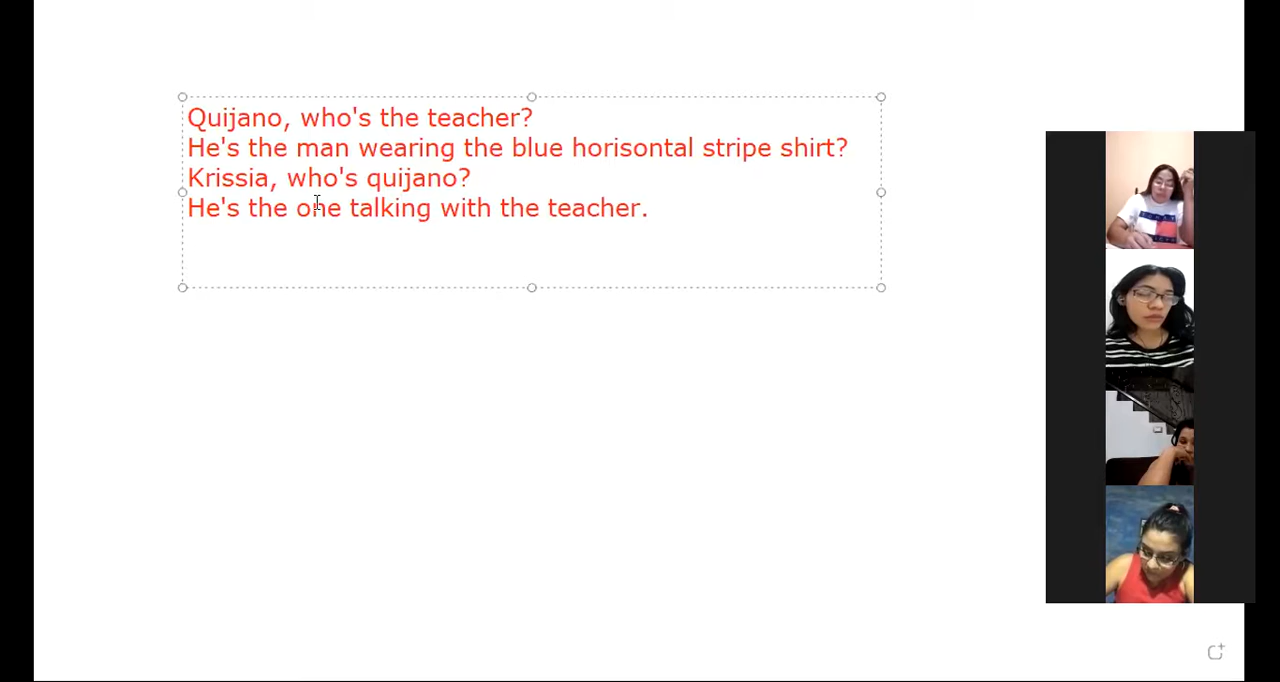 Quijano, who's the teacher?
He's the man wearing the blue horisontal stripe shirt?
Krissia, who's quijano?
He's the one talking with the teacher.